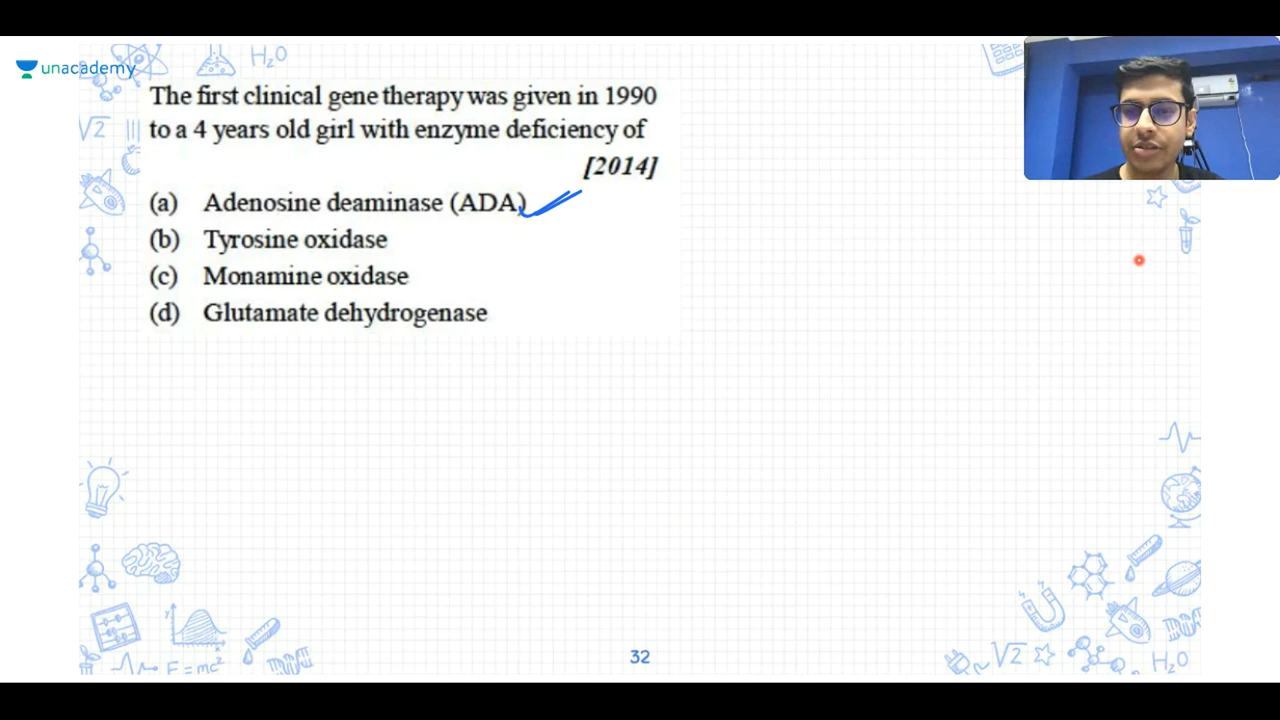 unacademy
H₂O
√2
The first clinical gene therapy was given in 1990
to a 4 years old girl with enzyme deficiency of
[2014]
(a) Adenosine deaminase (ADA)
(b) Tyrosine oxidase
(c) Monamine oxidase
(d) Glutamate dehydrogenase
y
x
E=mc²
32
√2
H₂O